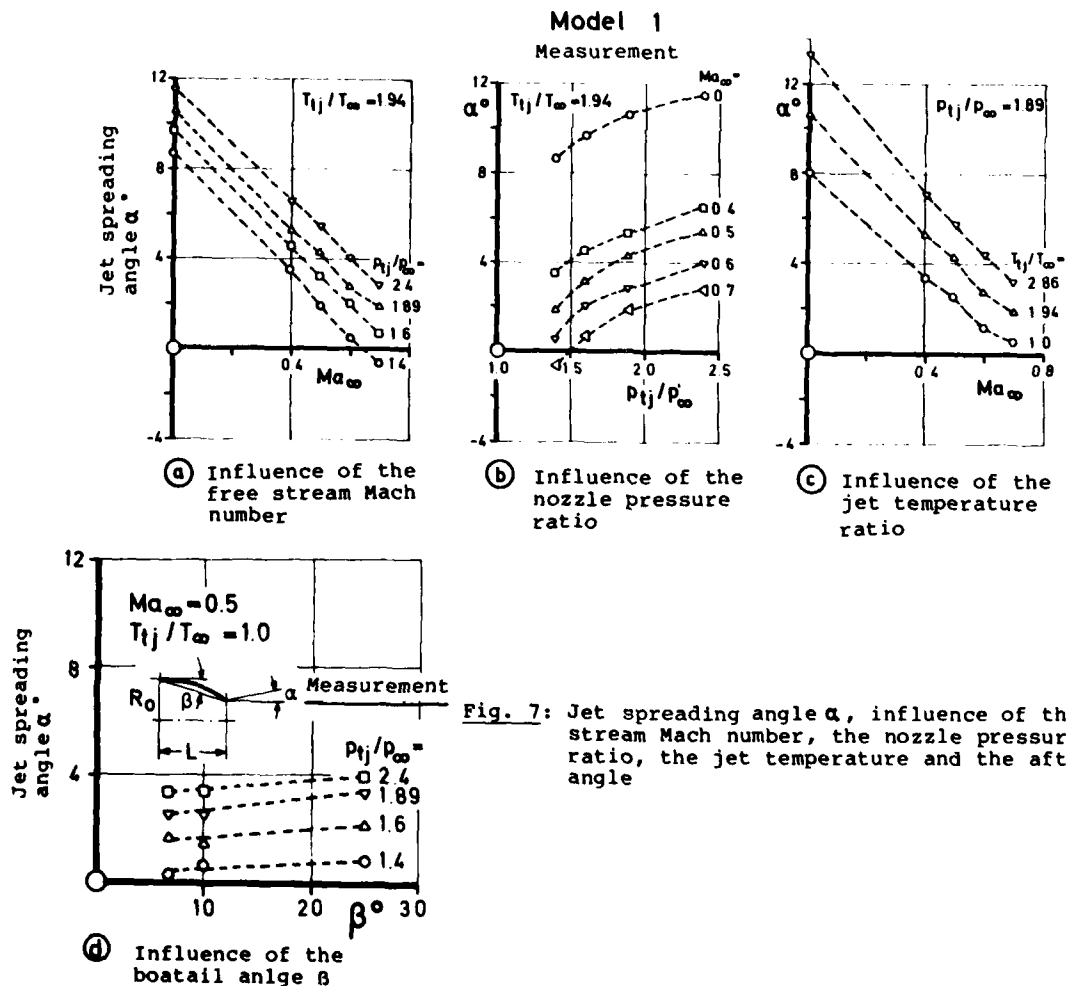 Model 1
Measurement
Jet spreading
angle α°
12
8
4
-4
T_tj/T_∞=1.94
p_tj/p_∞=
2.4
1.89
1.6
1.4
0.4
Ma_∞
ⓐ Influence of the
free stream Mach
number
12
α°
8
4
-4
T_tj/T_∞=1.94
Ma_∞=
0
0.4
0.5
0.6
0.7
1.0
1.5
2.0
2.5
p_tj/p_∞
ⓑ Influence of the
nozzle pressure
ratio
12
α°
8
4
-4
p_tj/p_∞=1.89
T_tj/T_∞=
2.86
1.94
1.0
0.4
0.8
Ma_∞
ⓒ Influence of the
jet temperature
ratio
Jet spreading
angle α°
12
8
4
Ma_∞=0.5
T_tj/T_∞=1.0
R₀
β
α
L
Measurement
p_tj/p_∞=
2.4
1.89
1.6
1.4
10
20
30
β°
ⓓ Influence of the
boatail anlge β
Fig. 7: Jet spreading angle α, influence of th
stream Mach number, the nozzle pressur
ratio, the jet temperature and the aft
angle